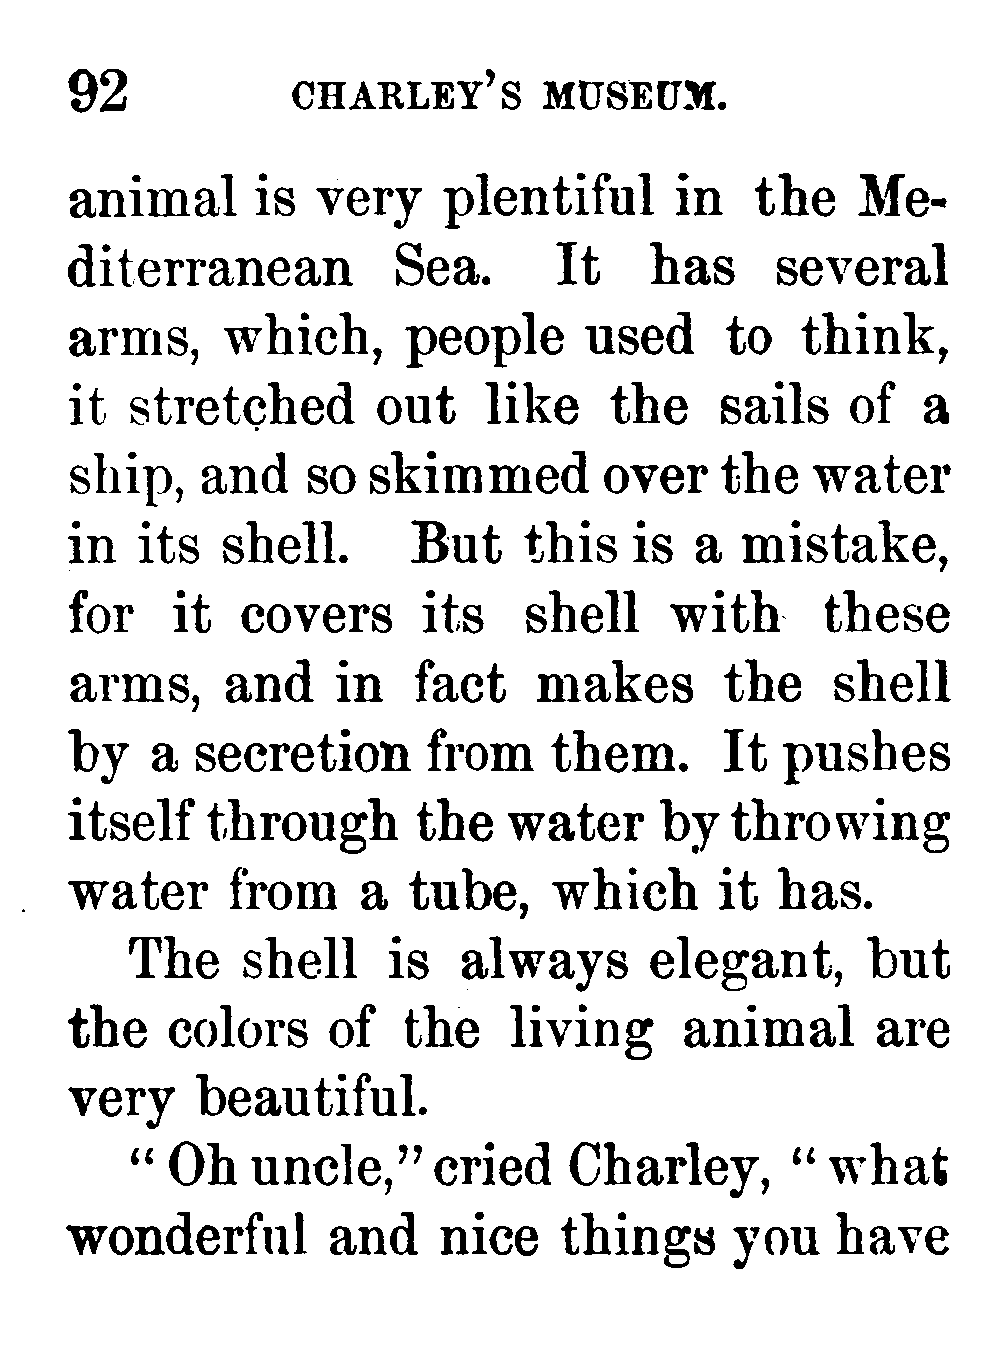 92 CHARLEY'S MUSEUM.
animal is very plentiful in the Me-
diterranean Sea. It has several
arms, which, people used to think,
it stretched out like the sails of a
ship, and so skimmed over the water
in its shell. But this is a mistake,
for it covers its shell with these
arms, and in fact makes the shell
by a secretion from them. It pushes
itself through the water by throwing
water from a tube, which it has.
The shell is always elegant, but
the colors of the living animal are
very beautiful.
" Oh uncle," cried Charley, " what
wonderful and nice things you have